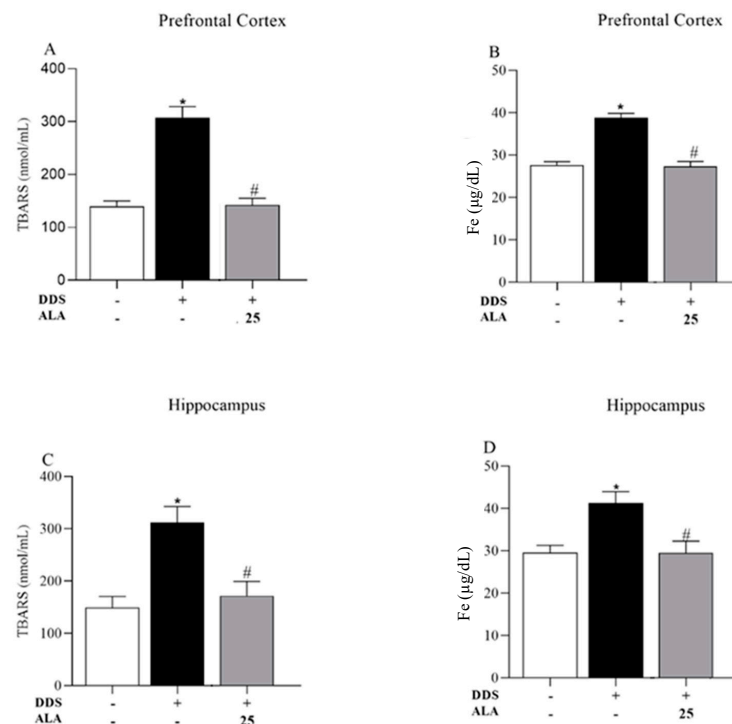 Prefrontal Cortex
A
TBARS (nmol/mL)
400
300
200
100
0
*
#
DDS - + +
ALA - - 25
Prefrontal Cortex
B
Fe (µg/dL)
50
40
30
20
10
0
*
#
DDS - + +
ALA - - 25
Hippocampus
C
TBARS (nmol/mL)
400
300
200
100
0
*
#
DDS - + +
ALA - - 25
Hippocampus
D
Fe (µg/dL)
50
40
30
20
10
0
*
#
DDS - + +
ALA - - 25